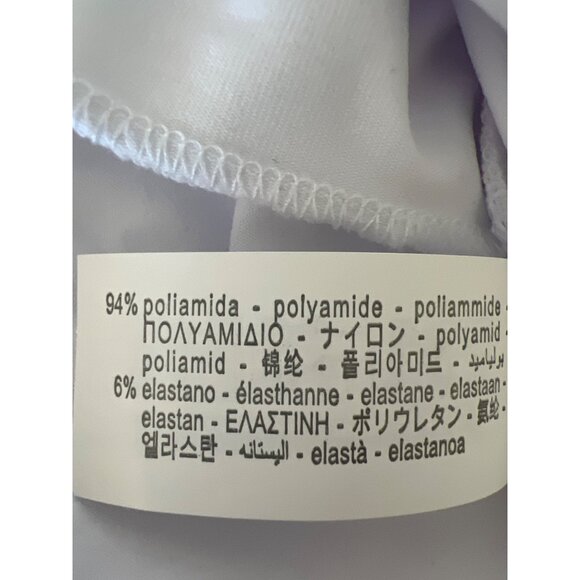 94% poliamida - polyamide - poliammide -
ΠΟΛΥΑΜΙΔΙΟ - ナイロン - polyamid -
poliamid - 锦纶 - 폴리아미드 - بولياميد
6% elastano - élasthanne - elastane - elastaan -
elastan - ΕΛΑΣΤΙΝΗ - ポリウレタン - 氨纶 -
엘라스탄 - اليستانه - elastà - elastanoa